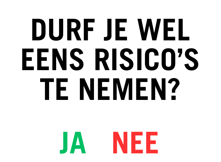 DURF JE WEL
EENS RISICO'S
TE NEMEN?
JA NEE